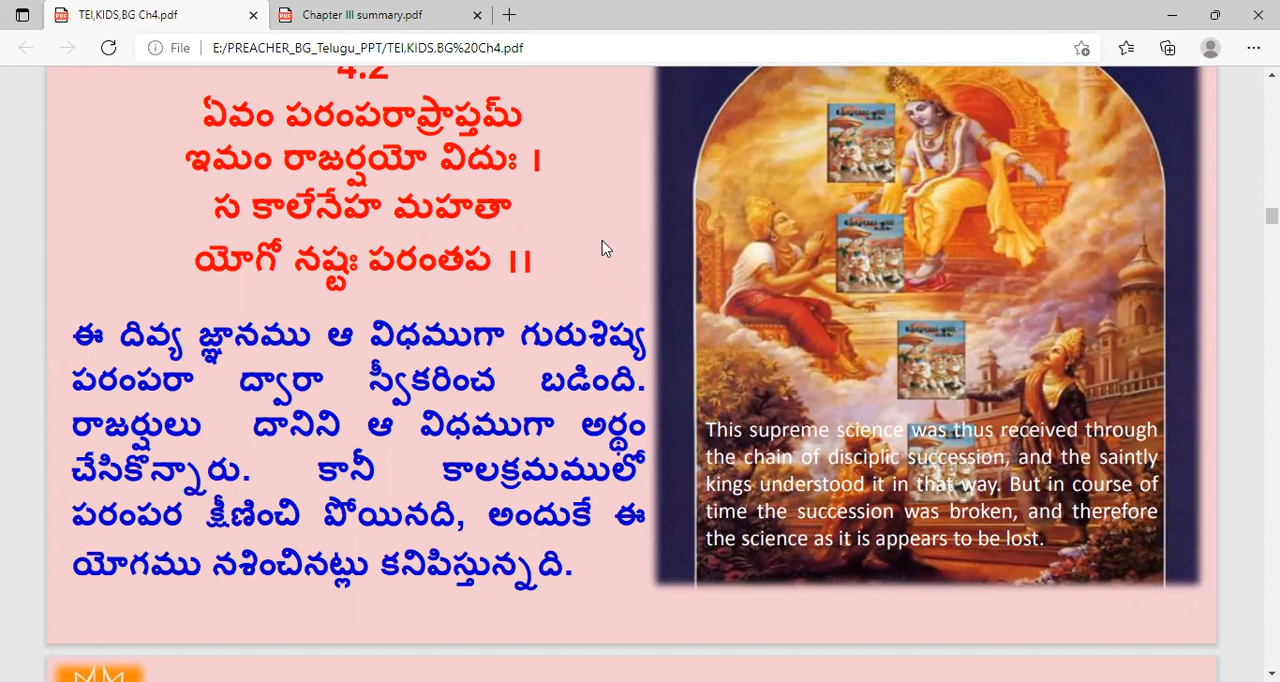 TEI,KIDS,BG Ch4.pdf
Chapter III summary.pdf
File
E:/PREACHER_BG_Telugu_PPT/TEI,KIDS,BG%20Ch4.pdf
4.2
ఏవం పరంపరాప్రాప్తమ్
ఇమం రాజర్షయో విదుః ।
స కాలేనేహ మహతా
యోగో నష్టః పరంతప ।।
ఈ దివ్య జ్ఞానము ఆ విధముగా గురుశిష్య
పరంపరా ద్వారా స్వీకరించ బడింది.
రాజర్షులు దానిని ఆ విధముగా అర్థం
చేసికొన్నారు. కానీ కాలక్రమములో
పరంపర క్షీణించి పోయినది, అందుకే ఈ
యోగము నశించినట్లు కనిపిస్తున్నది.
This supreme science was thus received through
the chain of disciplic succession, and the saintly
kings understood it in that way. But in course of
time the succession was broken, and therefore
the science as it is appears to be lost.